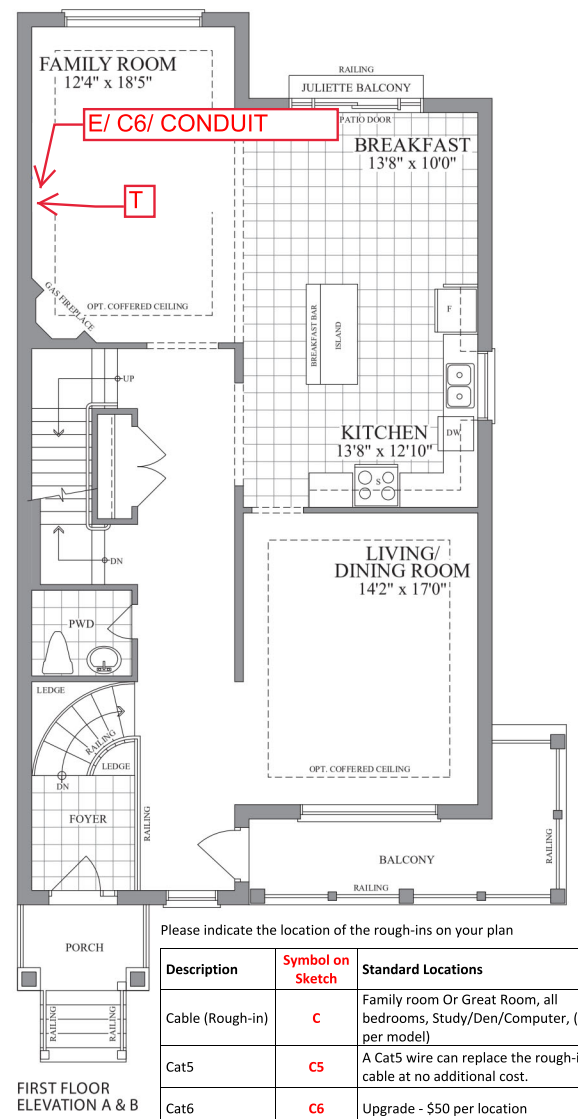 FAMILY ROOM
12'4" x 18'5"
E/ C6/ CONDUIT
T
GAS FIREPLACE
OPT. COFFERED CEILING
RAILING
JULIETTE BALCONY
PATIO DOOR
BREAKFAST
13'8" x 10'0"
BREAKFAST BAR
ISLAND
F
DW
KITCHEN
13'8" x 12'10"
S
UP
DN
LIVING/
DINING ROOM
14'2" x 17'0"
OPT. COFFERED CEILING
PWD
LEDGE
RAILING
LEDGE
DN
FOYER
RAILING
BALCONY
RAILING
RAILING
PORCH
RAILING
RAILING
FIRST FLOOR
ELEVATION A & B
Please indicate the location of the rough-ins on your plan
Description
Symbol on
Sketch
Standard Locations
Cable (Rough-in)
C
Family room Or Great Room, all
bedrooms, Study/Den/Computer, (
per model)
Cat5
C5
A Cat5 wire can replace the rough-i
cable at no additional cost.
Cat6
C6
Upgrade - $50 per location